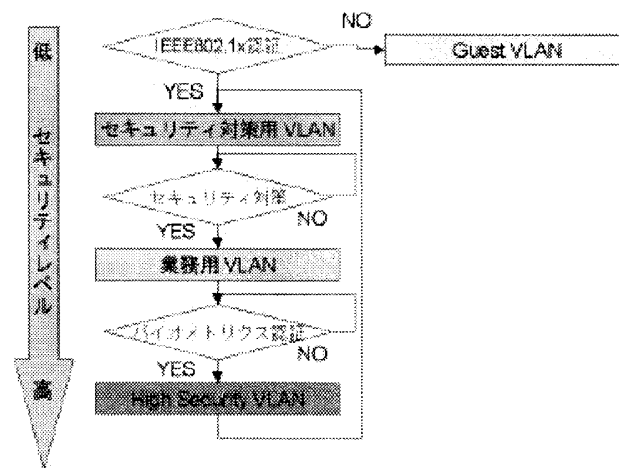 低 セキュリティレベル 高
IEEE802.1x認証
NO
Guest VLAN
YES
セキュリティ対策用 VLAN
セキュリティ対策
NO
YES
業務用 VLAN
バイオメトリクス認証
NO
YES
High Security VLAN